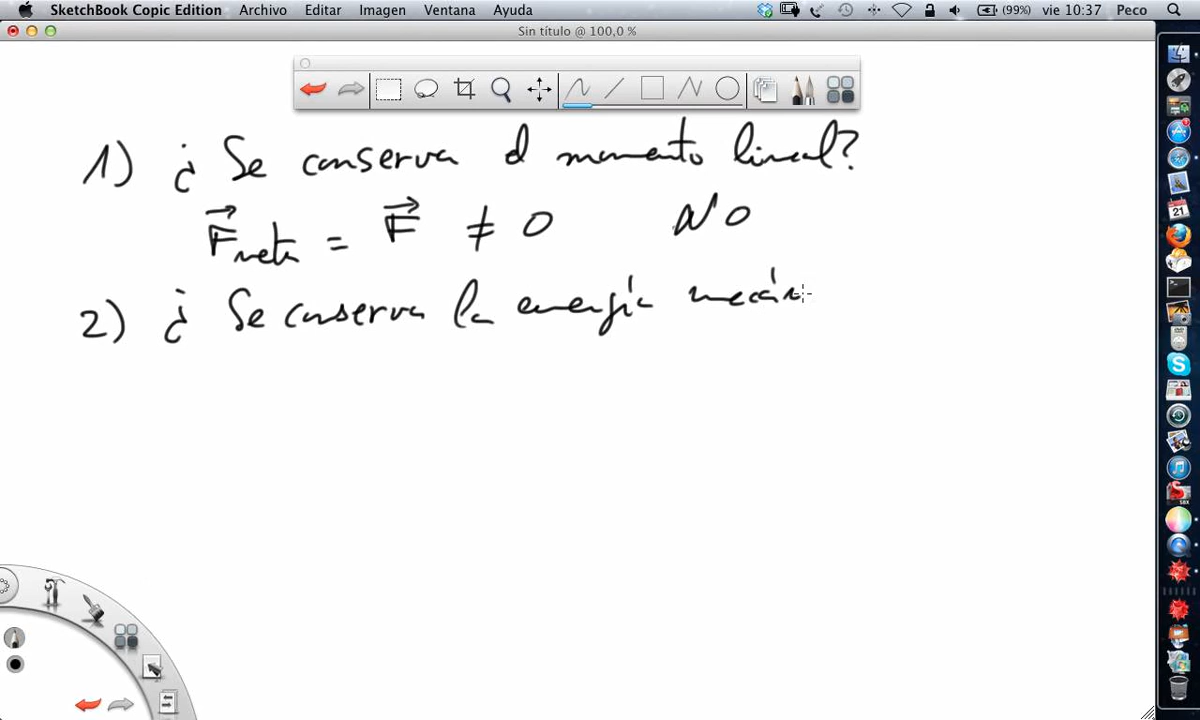 SketchBook Copic Edition Archivo Editar Imagen Ventana Ayuda (99%) vie 10:37 Peco
Sin título @ 100,0 %
1) ¿ Se conserva el momento lineal?
F⃗neta = F⃗ ≠ 0 NO
2) ¿ Se conserva la energía mecán